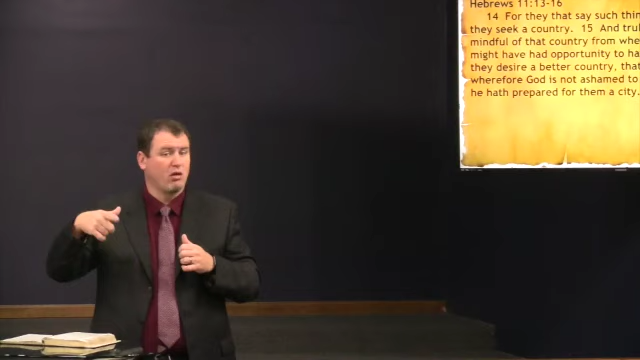 Hebrews 11:13-16
14 For they that say such thin
they seek a country. 15 And trul
mindful of that country from whe
might have had opportunity to ha
they desire a better country, that
wherefore God is not ashamed to
he hath prepared for them a city.